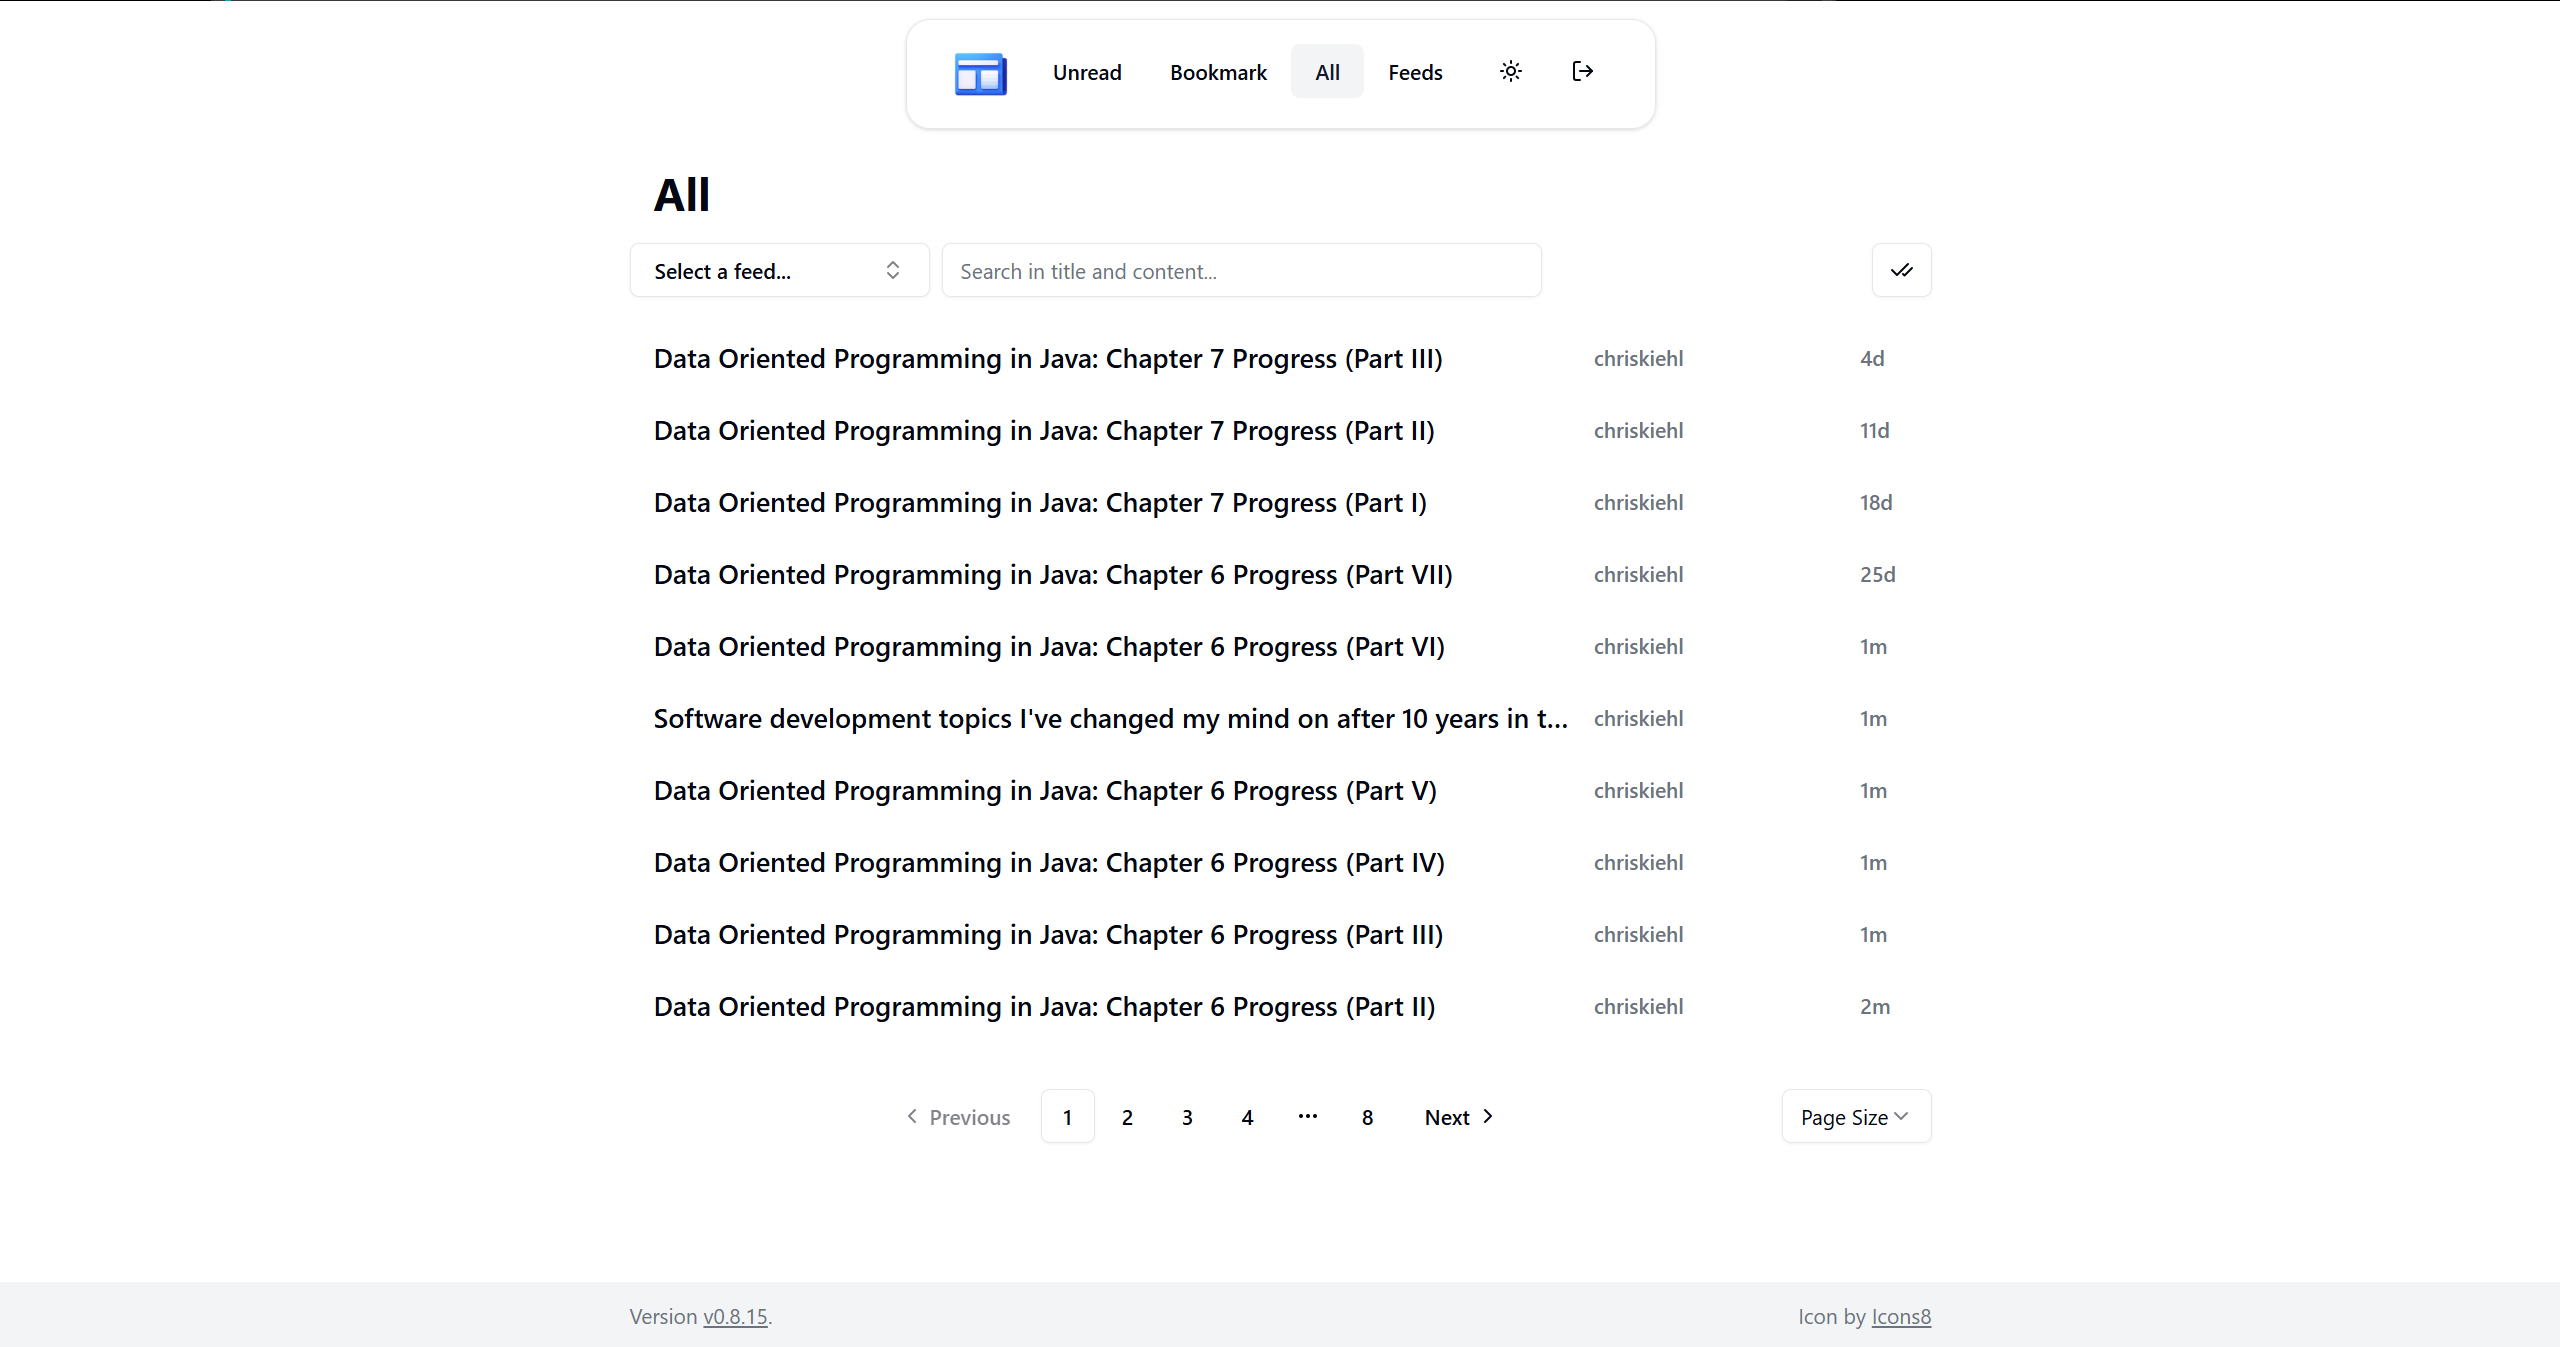 Unread Bookmark All Feeds
All
Select a feed... Search in title and content...
Data Oriented Programming in Java: Chapter 7 Progress (Part III) chriskiehl 4d
Data Oriented Programming in Java: Chapter 7 Progress (Part II) chriskiehl 11d
Data Oriented Programming in Java: Chapter 7 Progress (Part I) chriskiehl 18d
Data Oriented Programming in Java: Chapter 6 Progress (Part VII) chriskiehl 25d
Data Oriented Programming in Java: Chapter 6 Progress (Part VI) chriskiehl 1m
Software development topics I've changed my mind on after 10 years in t... chriskiehl 1m
Data Oriented Programming in Java: Chapter 6 Progress (Part V) chriskiehl 1m
Data Oriented Programming in Java: Chapter 6 Progress (Part IV) chriskiehl 1m
Data Oriented Programming in Java: Chapter 6 Progress (Part III) chriskiehl 1m
Data Oriented Programming in Java: Chapter 6 Progress (Part II) chriskiehl 2m
Previous 1 2 3 4 ... 8 Next Page Size
Version v0.8.15. Icon by Icons8